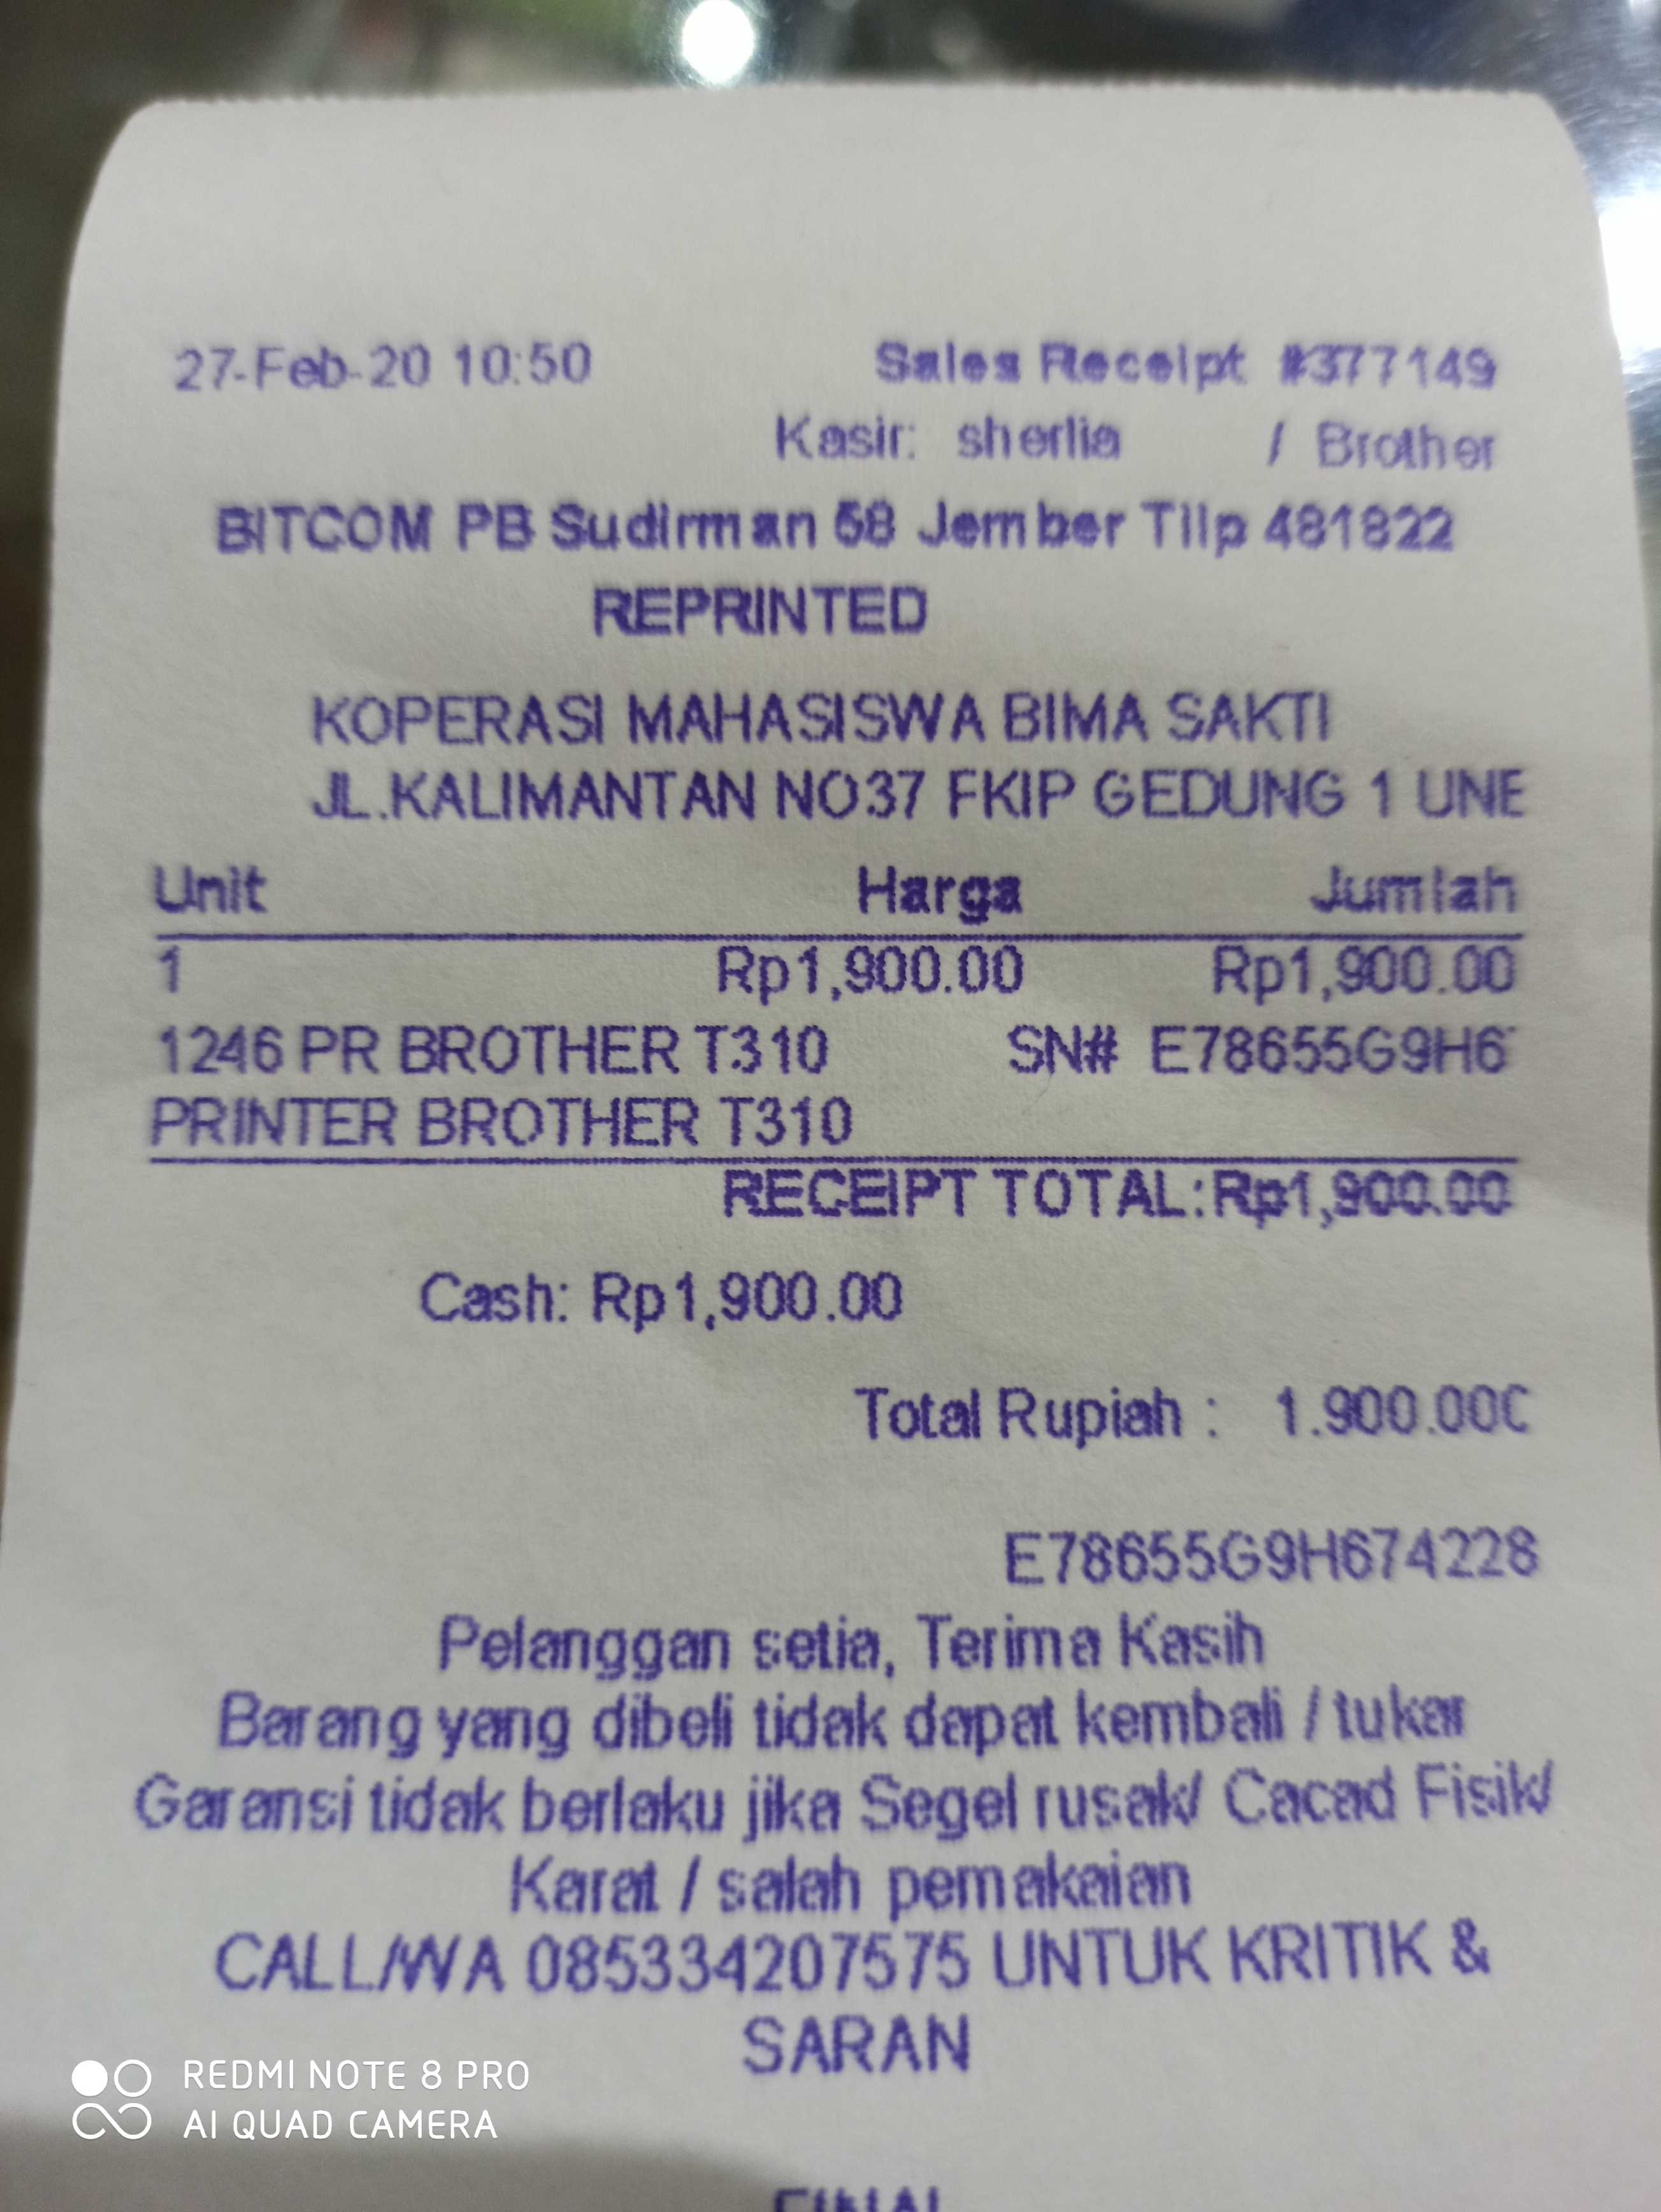 27-Feb-20 10:50 Sales Receipt #377149
Kasir: sherlia / Brother
BITCOM PB Sudirman 58 Jember Tllp 481822
REPRINTED
KOPERASI MAHASISWA BIMA SAKTI
JL.KALIMANTAN NO37 FKIP GEDUNG 1 UNE
Unit Harga Jumlah
1 Rp1,900.00 Rp1,900.00
1246 PR BROTHER T310 SN# E78655G9H6
PRINTER BROTHER T310
RECEIPT TOTAL: Rp1,900.00
Cash: Rp1,900.00
Total Rupiah : 1.900.000
E78655G9H674228
Pelanggan setia, Terima Kasih
Barang yang dibeli tidak dapat kembali / tukar
Garansi tidak berlaku jika Segel rusak/ Cacad Fisik/
Karat / salah pemakaian
CALL/WA 085334207575 UNTUK KRITIK &
SARAN
REDMI NOTE 8 PRO
AI QUAD CAMERA